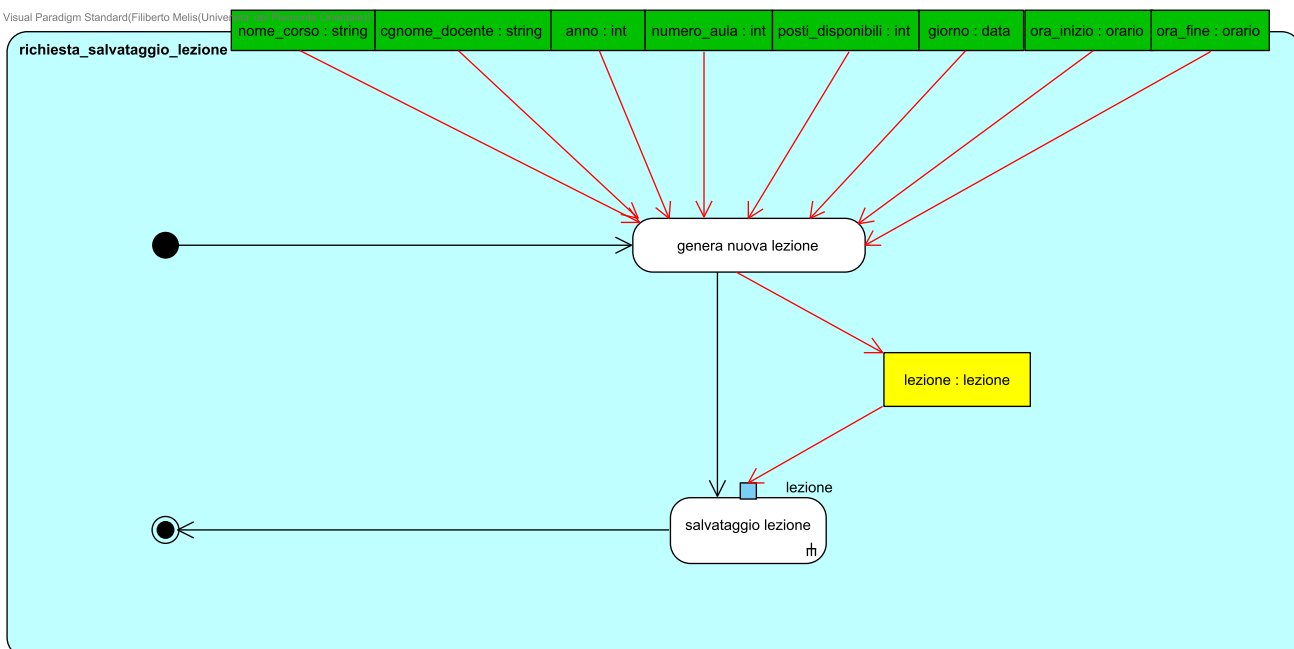 Visual Paradigm Standard(Filiberto Melis(Univer
richiesta_salvataggio_lezione
nome_corso : string
cgnome_docente : string
anno : int
numero_aula : int
posti_disponibili : int
giorno : data
ora_inizio : orario
ora_fine : orario
genera nuova lezione
lezione : lezione
lezione
salvataggio lezione